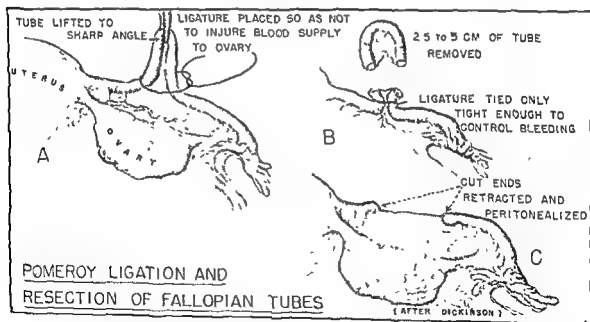 TUBE LIFTED TO
SHARP ANGLE
LIGATURE PLACED SO AS NOT
TO INJURE BLOOD SUPPLY
TO OVARY
UTERUS
OVARY
A
2 5 TO 5 CM OF TUBE
REMOVED
LIGATURE TIED ONLY
TIGHT ENOUGH TO
CONTROL BLEEDING
B
CUT ENDS
RETRACTED AND
PERITONEALIZED
C
POMEROY LIGATION AND
RESECTION OF FALLOPIAN TUBES
(AFTER DICKINSON)